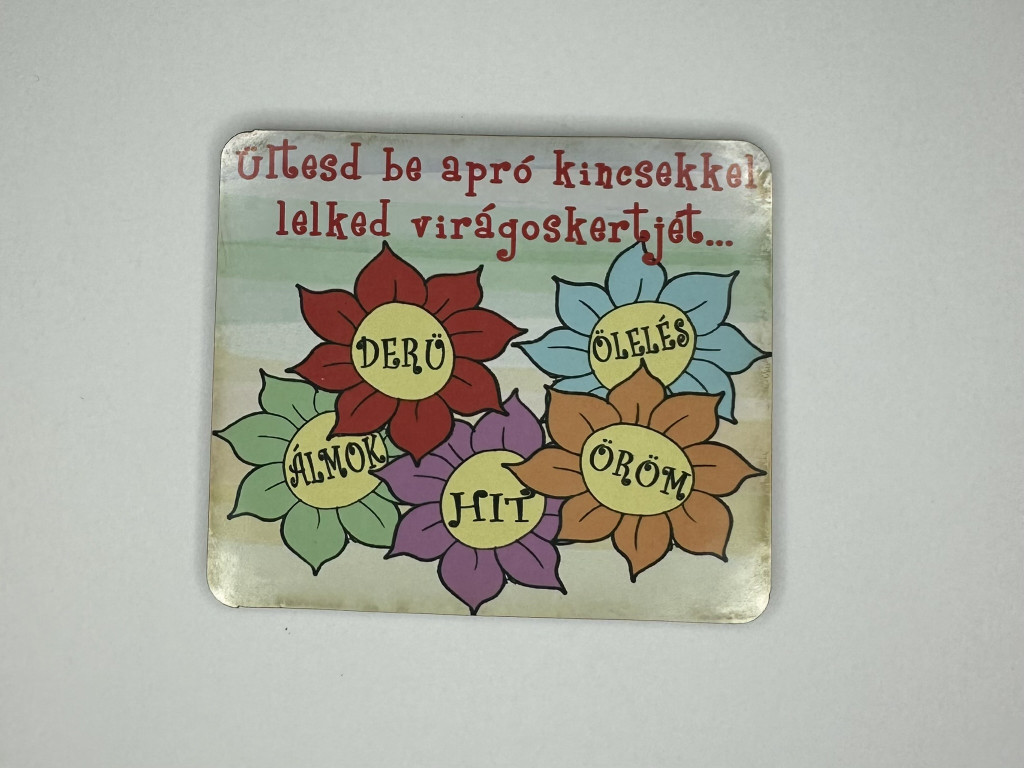 Ültesd be apró kincsekkel
lelked virágoskertjét...
DERŰ
ÖLELÉS
ÁLMOK
HIT
ÖRÖM